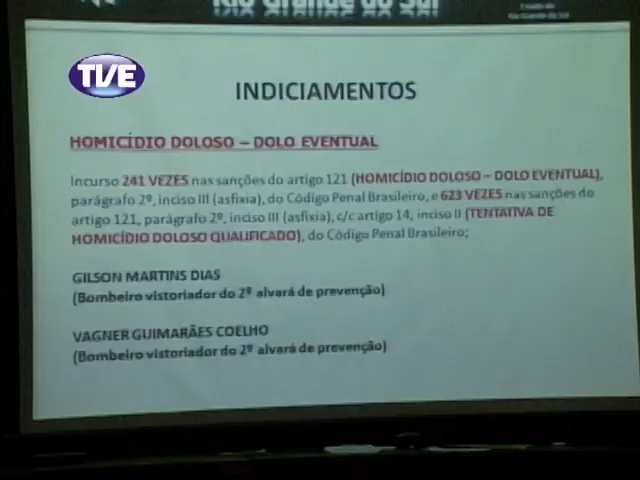 Rio Grande do Sul
TVE
INDICIAMENTOS
HOMICÍDIO DOLOSO – DOLO EVENTUAL
Incurso 241 VEZES nas sanções do artigo 121 (HOMICÍDIO DOLOSO – DOLO EVENTUAL),
parágrafo 2º, inciso III (asfixia), do Código Penal Brasileiro, e 623 VEZES nas sanções do
artigo 121, parágrafo 2º, inciso III (asfixia), c/c artigo 14, inciso II (TENTATIVA DE
HOMICÍDIO DOLOSO QUALIFICADO), do Código Penal Brasileiro;
GILSON MARTINS DIAS
(Bombeiro vistoriador do 2º alvará de prevenção)
VAGNER GUIMARÃES COELHO
(Bombeiro vistoriador do 2º alvará de prevenção)